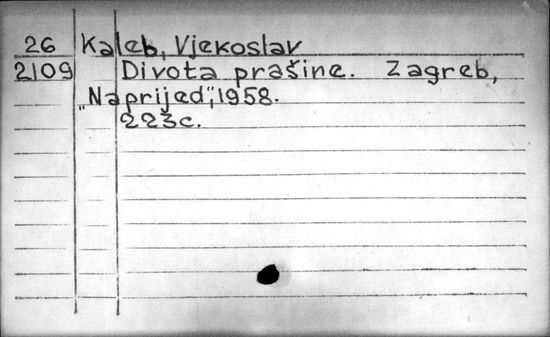 26 Kaleb, Vjekoslav
2109 Divota prašine. Zagreb,
„Naprijed", 1958.
223c.